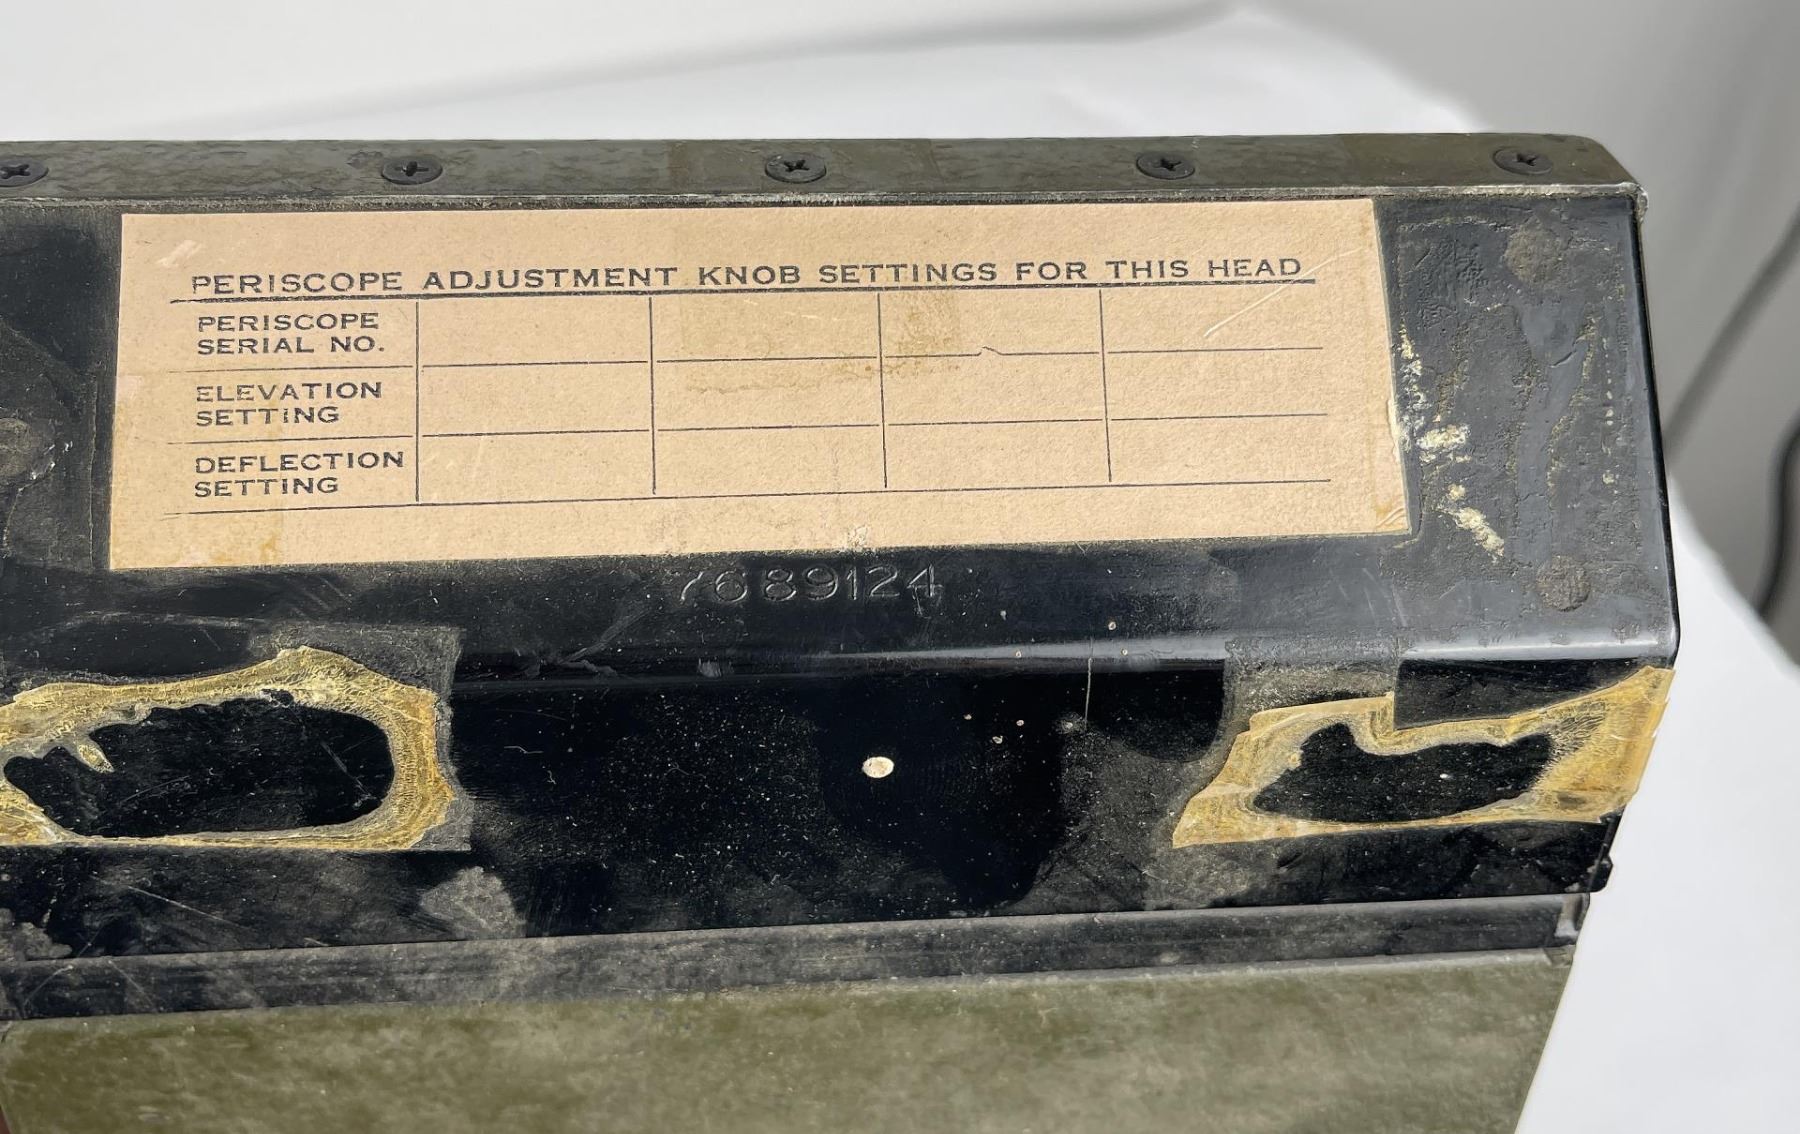 PERISCOPE ADJUSTMENT KNOB SETTINGS FOR THIS HEAD
PERISCOPE
SERIAL NO.
ELEVATION
SETTING
DEFLECTION
SETTING
7689124